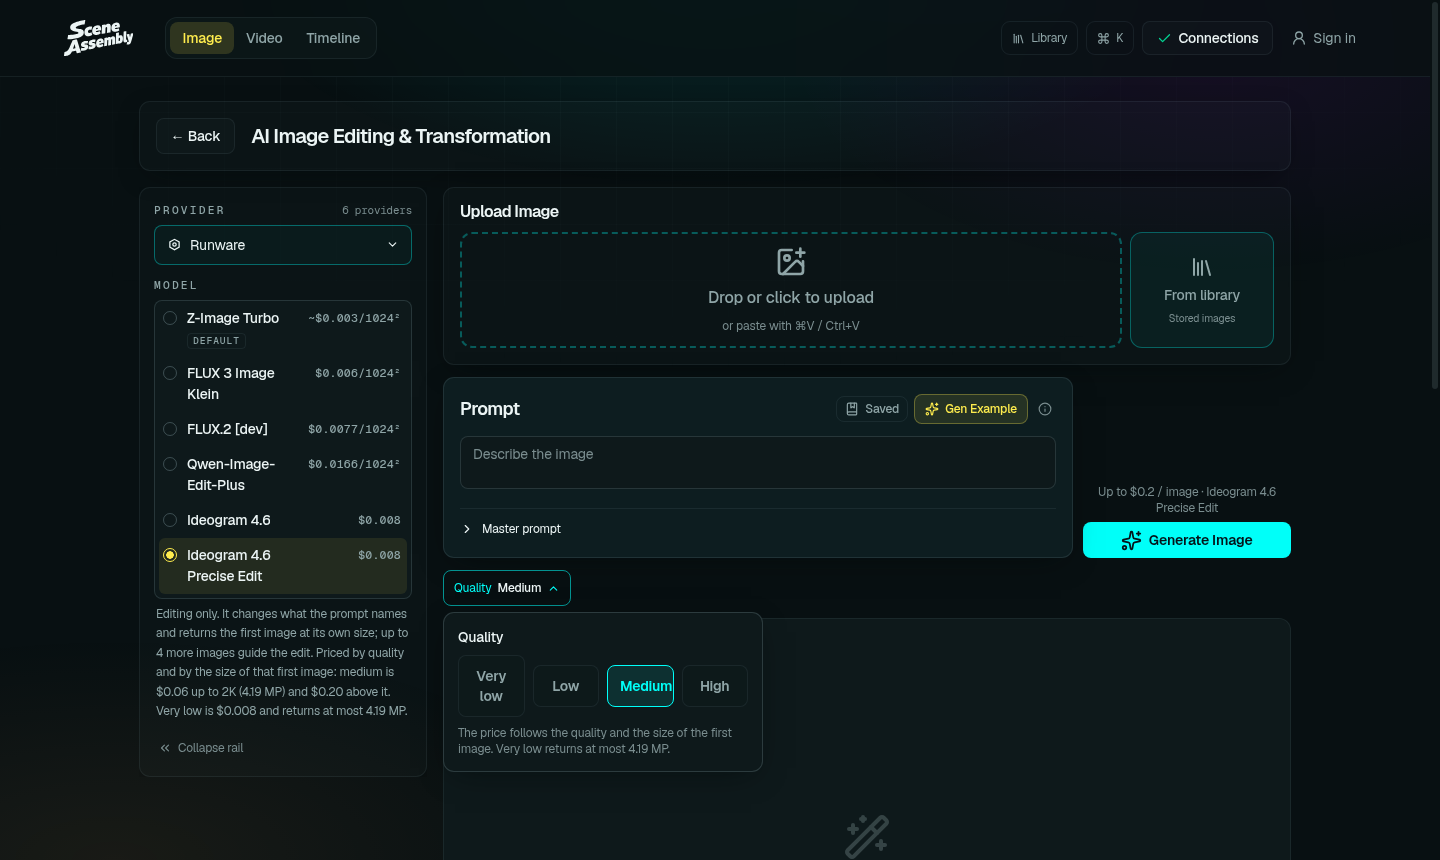 Scene Assembly
Image
Video
Timeline
Library
⌘ K
Connections
Sign in
← Back
AI Image Editing & Transformation
PROVIDER
6 providers
Runware
MODEL
Z-Image Turbo
~$0.003/1024²
DEFAULT
FLUX 3 Image
Klein
$0.006/1024²
FLUX.2 [dev]
$0.0077/1024²
Qwen-Image-
Edit-Plus
$0.0166/1024²
Ideogram 4.6
$0.008
Ideogram 4.6
Precise Edit
$0.008
Editing only. It changes what the prompt names
and returns the first image at its own size; up to
4 more images guide the edit. Priced by quality
and by the size of that first image: medium is
$0.06 up to 2K (4.19 MP) and $0.20 above it.
Very low is $0.008 and returns at most 4.19 MP.
Collapse rail
Upload Image
Drop or click to upload
or paste with ⌘V / Ctrl+V
From library
Stored images
Prompt
Saved
Gen Example
Describe the image
Master prompt
Up to $0.2 / image · Ideogram 4.6
Precise Edit
Generate Image
Quality Medium
Quality
Very
low
Low
Medium
High
The price follows the quality and the size of the first
image. Very low returns at most 4.19 MP.